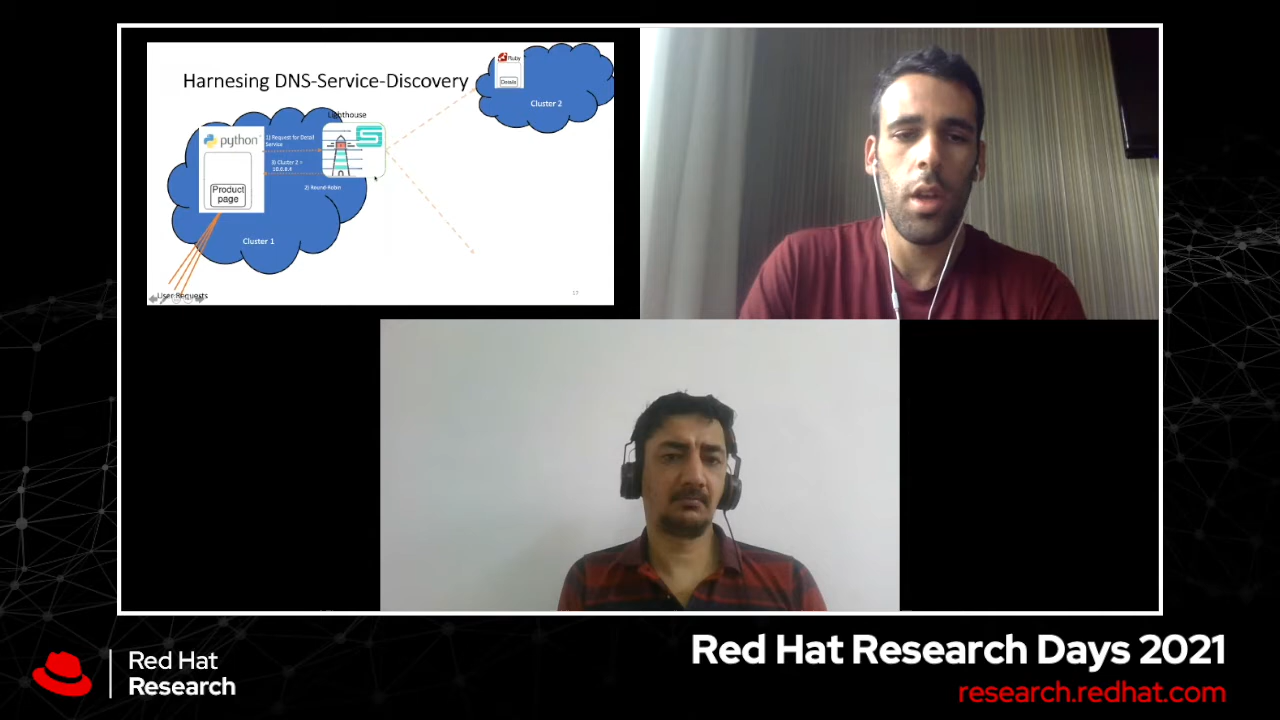 Harnesing DNS-Service-Discovery
Ruby
Details
Cluster 2
Lighthouse
python
1) Request for Detail
Service
3) Cluster 2 =
10.0.0.4
2) Round-Robin
Product
page
Cluster 1
User Requests
17
Red Hat
Research
Red Hat Research Days 2021
research.redhat.com